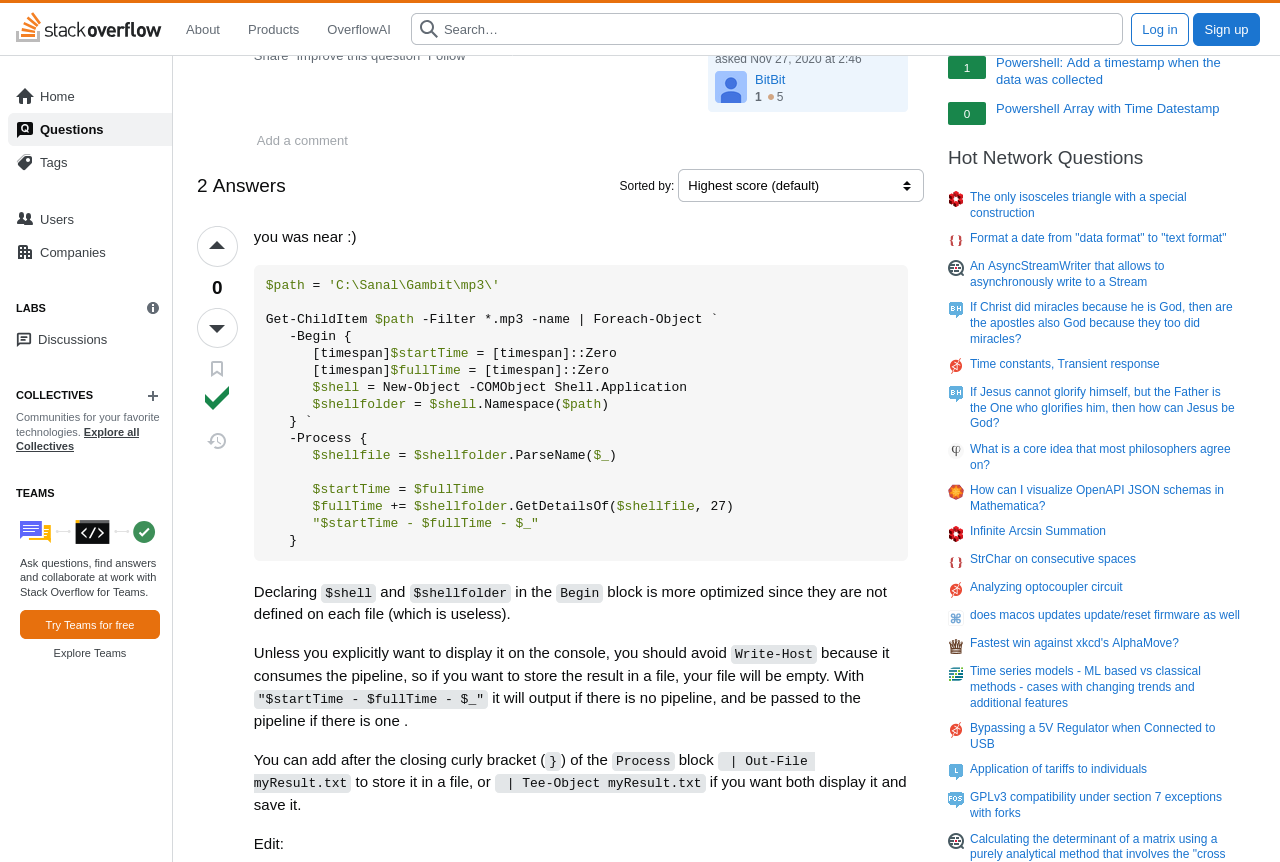 stack overflow
About
Products
OverflowAI
Search…
Log in
Sign up
Home
Questions
Tags
Users
Companies
LABS
Discussions
COLLECTIVES
Communities for your favorite
technologies. Explore all
Collectives
TEAMS
Ask questions, find answers
and collaborate at work with
Stack Overflow for Teams.
Try Teams for free
Explore Teams
Share Improve this question Follow
asked Nov 27, 2020 at 2:46
BitBit
1 5
Add a comment
2 Answers
Sorted by: Highest score (default)
0
you was near :)
$path = 'C:\Sanal\Gambit\mp3\'
Get-ChildItem $path -Filter *.mp3 -name | Foreach-Object `
-Begin {
[timespan]$startTime = [timespan]::Zero
[timespan]$fullTime = [timespan]::Zero
$shell = New-Object -COMObject Shell.Application
$shellfolder = $shell.Namespace($path)
} `
-Process {
$shellfile = $shellfolder.ParseName($_)
$startTime = $fullTime
$fullTime += $shellfolder.GetDetailsOf($shellfile, 27)
"$startTime - $fullTime - $_"
}
Declaring $shell and $shellfolder in the Begin block is more optimized since they are not
defined on each file (which is useless).
Unless you explicitly want to display it on the console, you should avoid Write-Host because it
consumes the pipeline, so if you want to store the result in a file, your file will be empty. With
"$startTime - $fullTime - $_" it will output if there is no pipeline, and be passed to the
pipeline if there is one .
You can add after the closing curly bracket ( } ) of the Process block | Out-File
myResult.txt to store it in a file, or | Tee-Object myResult.txt if you want both display it and
save it.
Edit:
1
Powershell: Add a timestamp when the
data was collected
0
Powershell Array with Time Datestamp
Hot Network Questions
The only isosceles triangle with a special
construction
Format a date from "data format" to "text format"
An AsyncStreamWriter that allows to
asynchronously write to a Stream
If Christ did miracles because he is God, then are
the apostles also God because they too did
miracles?
Time constants, Transient response
If Jesus cannot glorify himself, but the Father is
the One who glorifies him, then how can Jesus be
God?
What is a core idea that most philosophers agree
on?
How can I visualize OpenAPI JSON schemas in
Mathematica?
Infinite Arcsin Summation
StrChar on consecutive spaces
Analyzing optocoupler circuit
does macos updates update/reset firmware as well
Fastest win against xkcd's AlphaMove?
Time series models - ML based vs classical
methods - cases with changing trends and
additional features
Bypassing a 5V Regulator when Connected to
USB
Application of tariffs to individuals
GPLv3 compatibility under section 7 exceptions
with forks
Calculating the determinant of a matrix using a
purely analytical method that involves the "cross